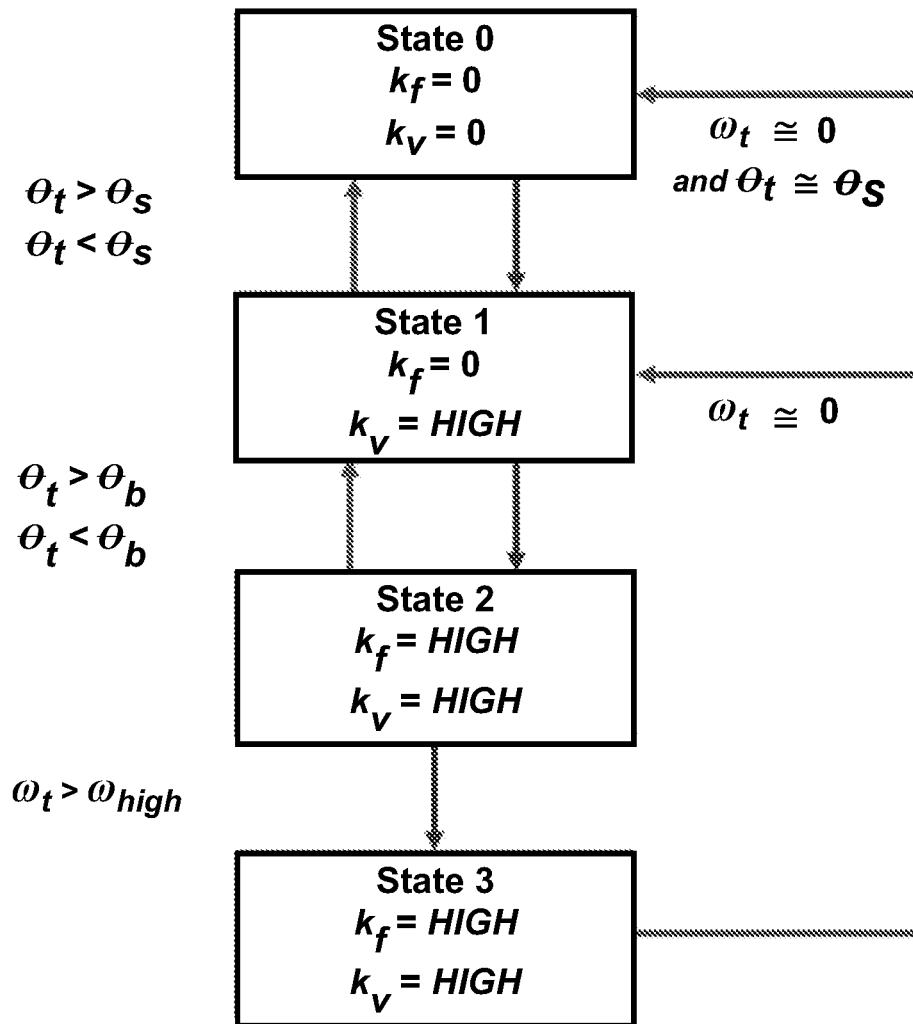 State 0
k_f = 0
k_v = 0
ω_t ≅ 0
and θ_t ≅ θ_S
θ_t > θ_s
θ_t < θ_s
State 1
k_f = 0
k_v = HIGH
ω_t ≅ 0
θ_t > θ_b
θ_t < θ_b
State 2
k_f = HIGH
k_v = HIGH
ω_t > ω_high
State 3
k_f = HIGH
k_v = HIGH